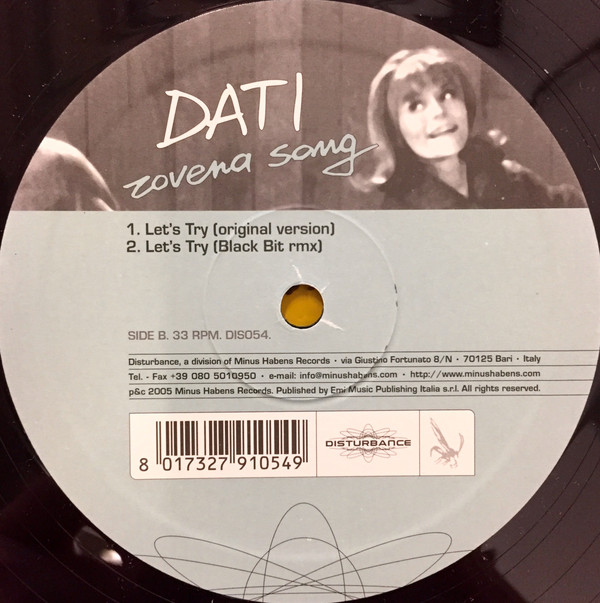 DATI
rovena song
1. Let's Try (original version)
2. Let's Try (Black Bit rmx)
SIDE B. 33 RPM. DIS054.
Disturbance, a division of Minus Habens Records • via Giustino Fortunato 8/N • 70125 Bari • Italy
Tel. - Fax +39 080 5010950 • e-mail: info@minushabens.com • http://www.minushabens.com
p&c 2005 Minus Habens Records. Published by Emi Music Publishing Italia s.r.l. All rights reserved.
8 017327 910549
DISTURBANCE